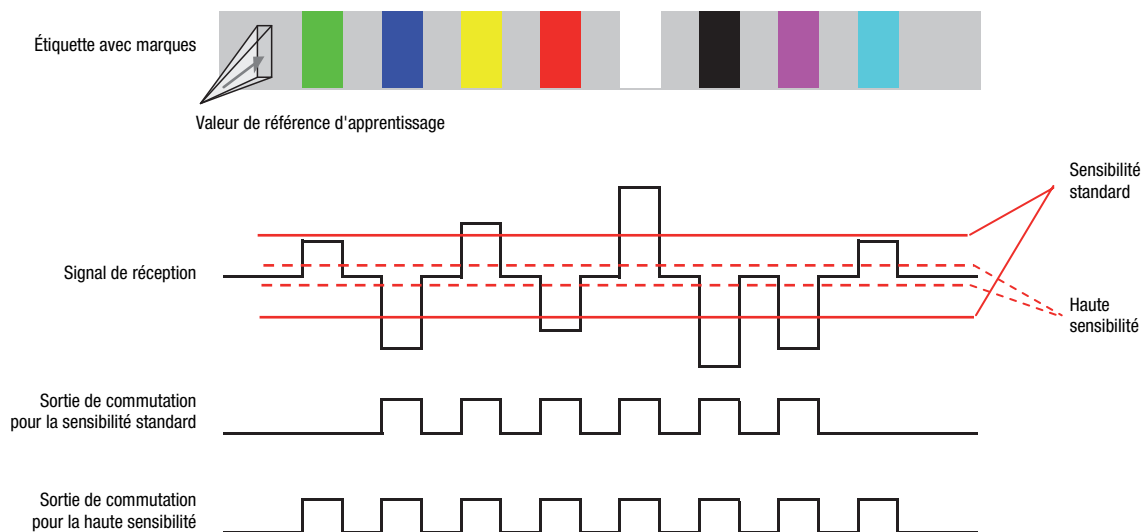 Étiquette avec marques
Valeur de référence d'apprentissage
Sensibilité
standard
Signal de réception
Haute
sensibilité
Sortie de commutation
pour la sensibilité standard
Sortie de commutation
pour la haute sensibilité